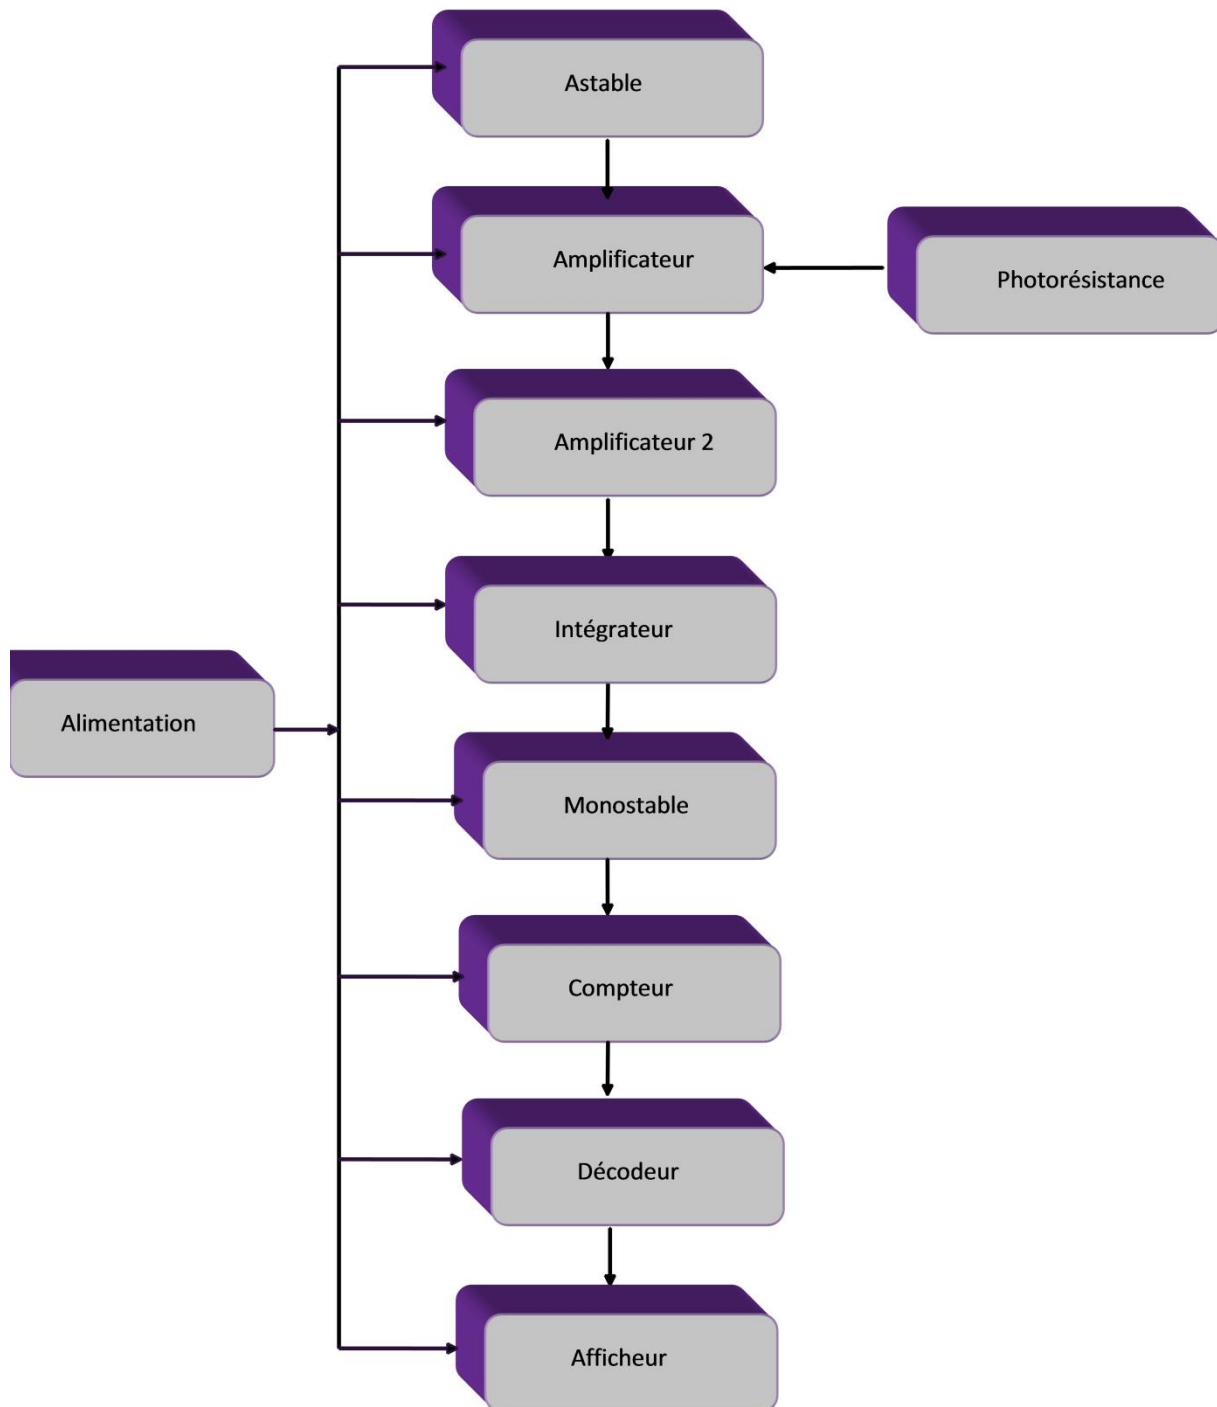 Astable
Amplificateur
Photorésistance
Amplificateur 2
Intégrateur
Alimentation
Monostable
Compteur
Décodeur
Afficheur